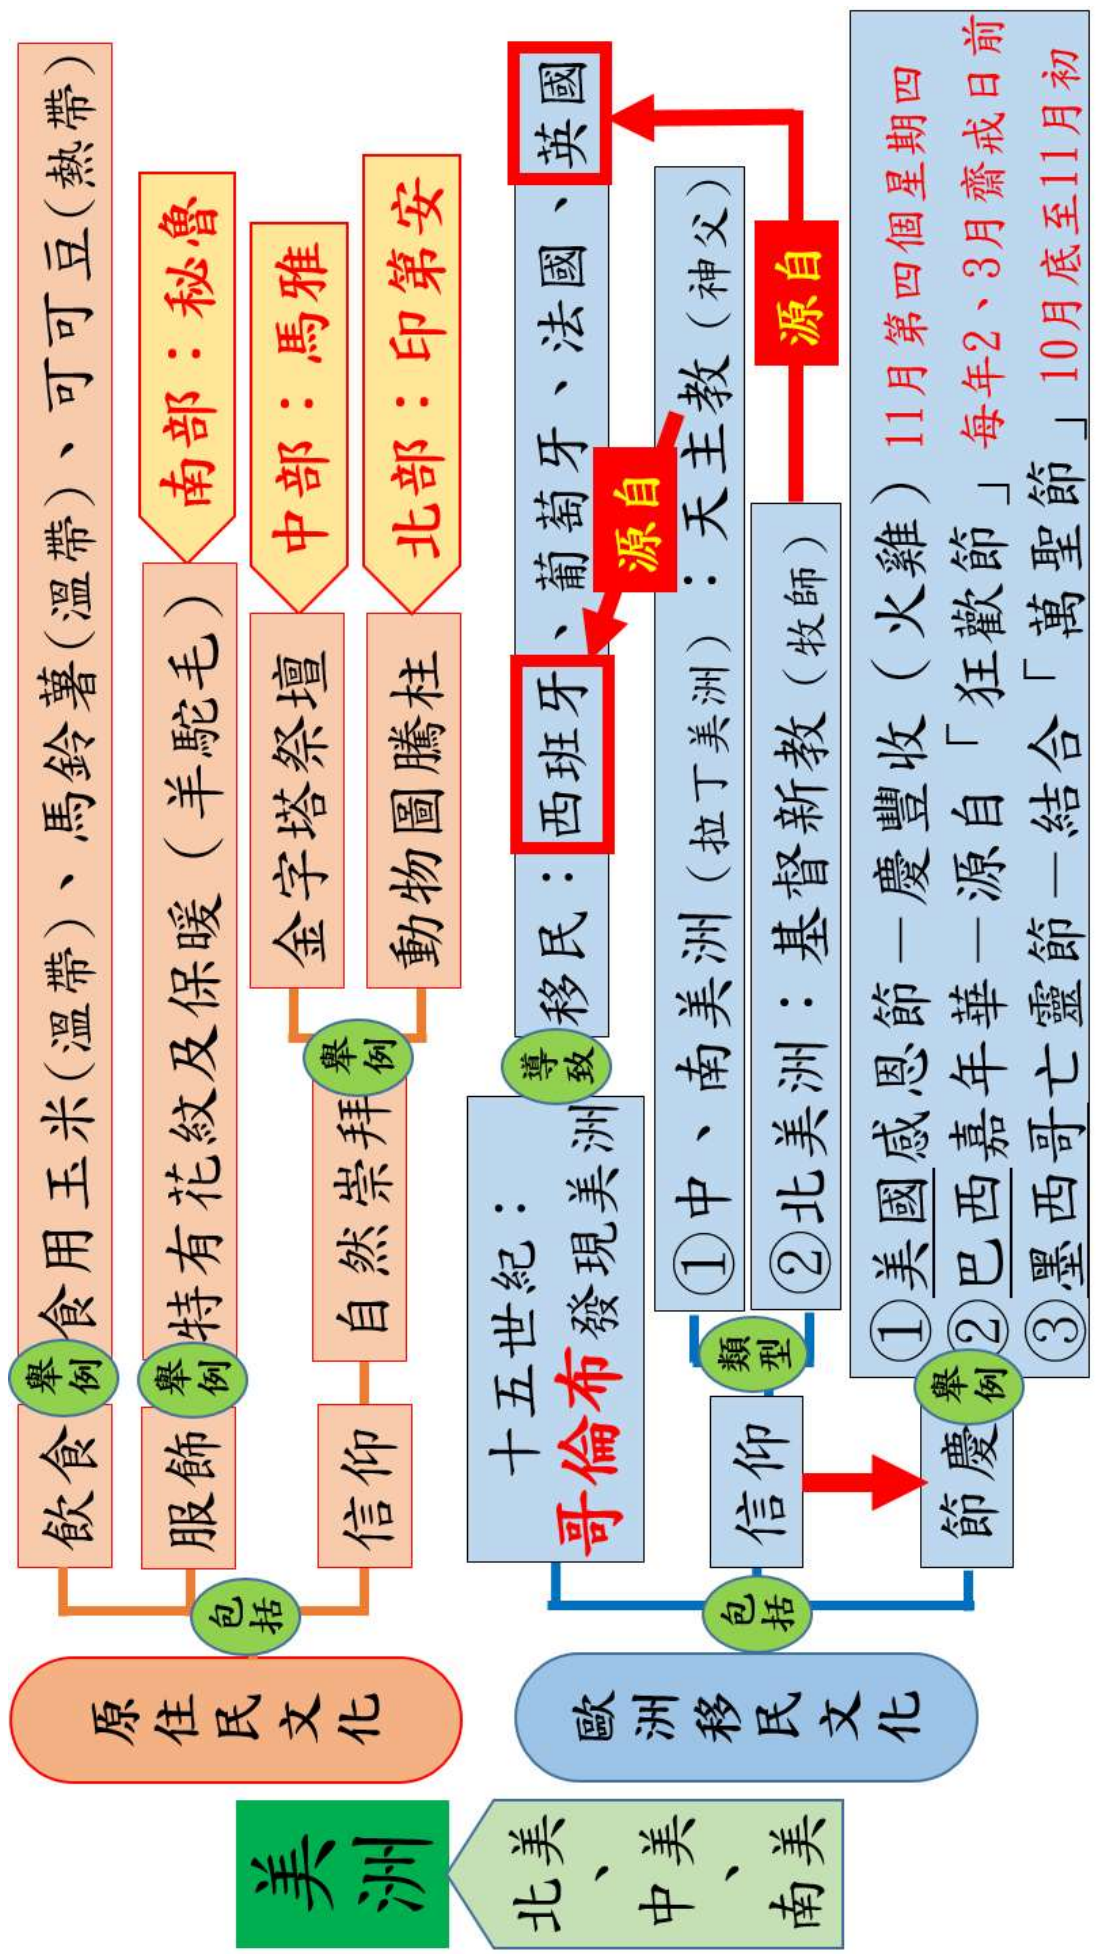 美洲
北美、中美、南美
原住民文化
包括
飲食
舉例
食用玉米(溫帶)、馬鈴薯(溫帶)、可可豆(熱帶)
服飾
舉例
特有花紋及保暖（羊駝毛）
南部：秘魯
信仰
自然崇拜
舉例
金字塔祭壇
中部：馬雅
動物圖騰柱
北部：印第安
歐洲移民文化
包括
十五世紀：
哥倫布發現美洲
導致
移民：西班牙、葡萄牙、法國、英國
信仰
類型
①中、南美洲（拉丁美洲）：天主教（神父）
源自
②北美洲：基督新教（牧師）
源自
節慶
舉例
①美國感恩節－慶豐收（火雞） 11月第四個星期四
②巴西嘉年華－源自「狂歡節」 每年2、3月齋戒日前
③墨西哥亡靈節－結合「萬聖節」 10月底至11月初